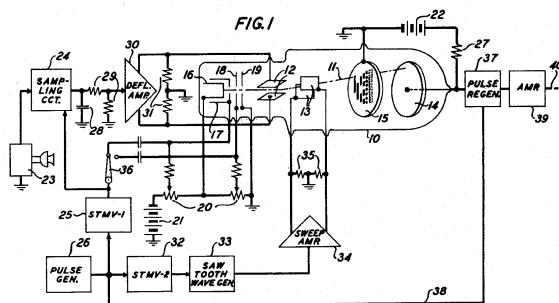 FIG. 1
24
SAMP-
LING
CCT.
29
30
DEFL.
AMR
31
28
23
36
25
STMV-1
26
PULSE
GEN.
16
18
19
12
17
13
11
15
14
10
20
21
22
27
37
PULSE
REGEN.
40
AMR
39
35
32
STMV-2
33
SAW
TOOTH
WAVE GEN.
SWEEP
AMR
34
38